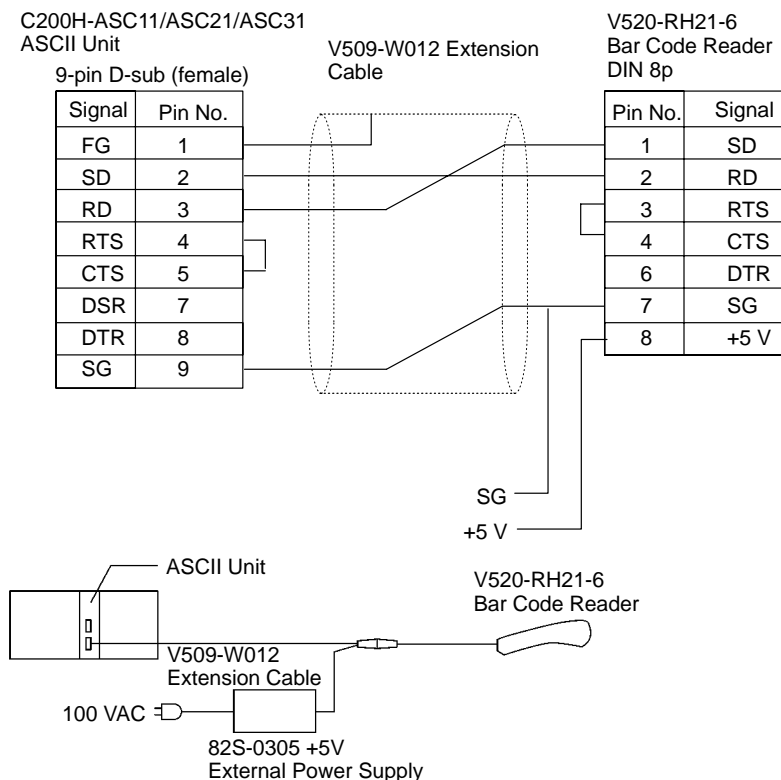 C200H-ASC11/ASC21/ASC31
ASCII Unit
9-pin D-sub (female)
V509-W012 Extension
Cable
V520-RH21-6
Bar Code Reader
DIN 8p
Signal Pin No.
FG 1
SD 2
RD 3
RTS 4
CTS 5
DSR 7
DTR 8
SG 9
Pin No. Signal
1 SD
2 RD
3 RTS
4 CTS
6 DTR
7 SG
8 +5 V
SG
+5 V
ASCII Unit
V520-RH21-6
Bar Code Reader
V509-W012
Extension Cable
100 VAC
82S-0305 +5V
External Power Supply